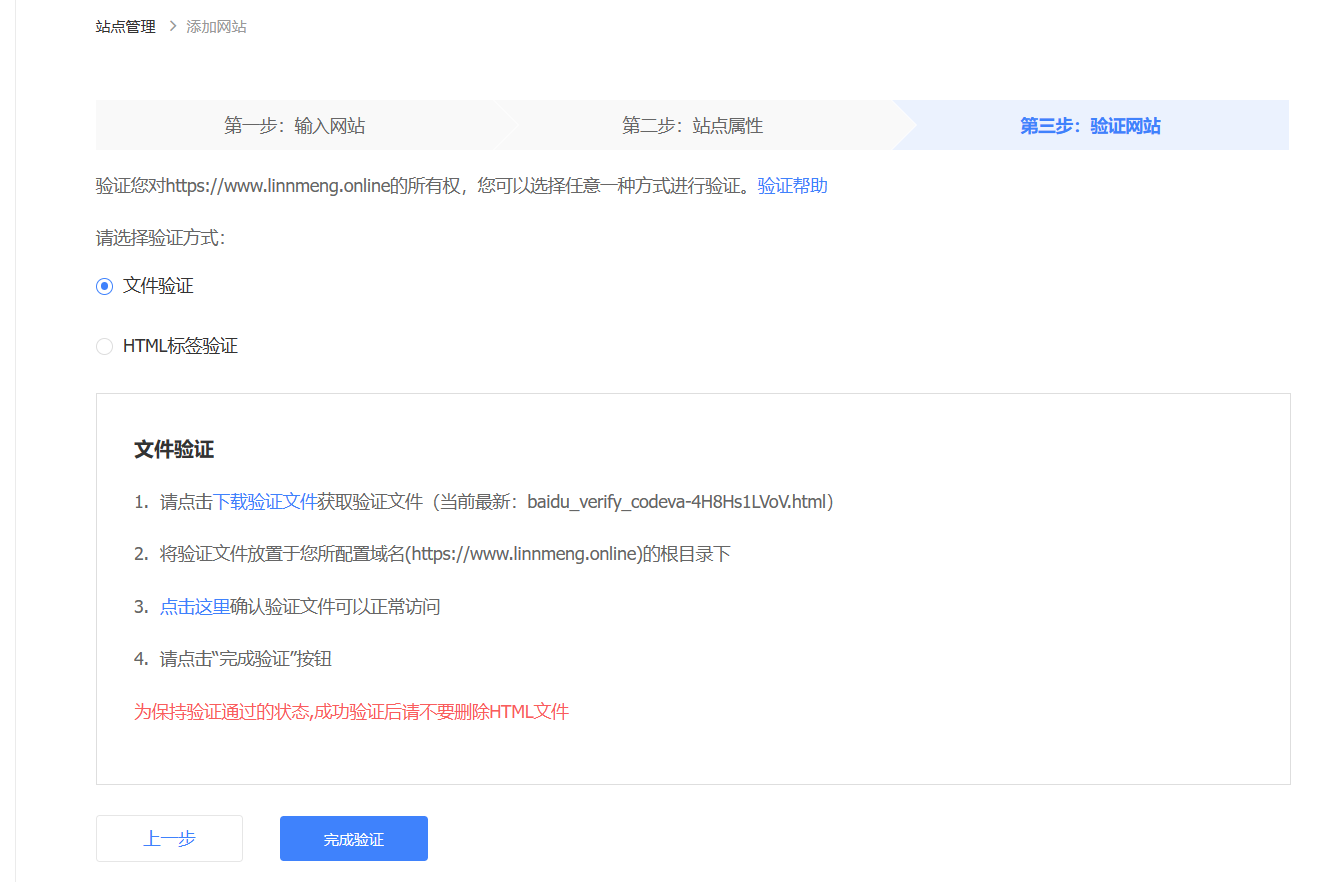 站点管理 > 添加网站
第一步：输入网站 第二步：站点属性 第三步：验证网站
验证您对https://www.linnmeng.online的所有权，您可以选择任意一种方式进行验证。验证帮助
请选择验证方式：
文件验证
HTML标签验证
文件验证
1. 请点击下载验证文件获取验证文件（当前最新：baidu_verify_codeva-4H8Hs1LVoV.html）
2. 将验证文件放置于您所配置域名(https://www.linnmeng.online)的根目录下
3. 点击这里确认验证文件可以正常访问
4. 请点击“完成验证”按钮
为保持验证通过的状态,成功验证后请不要删除HTML文件
上一步 完成验证